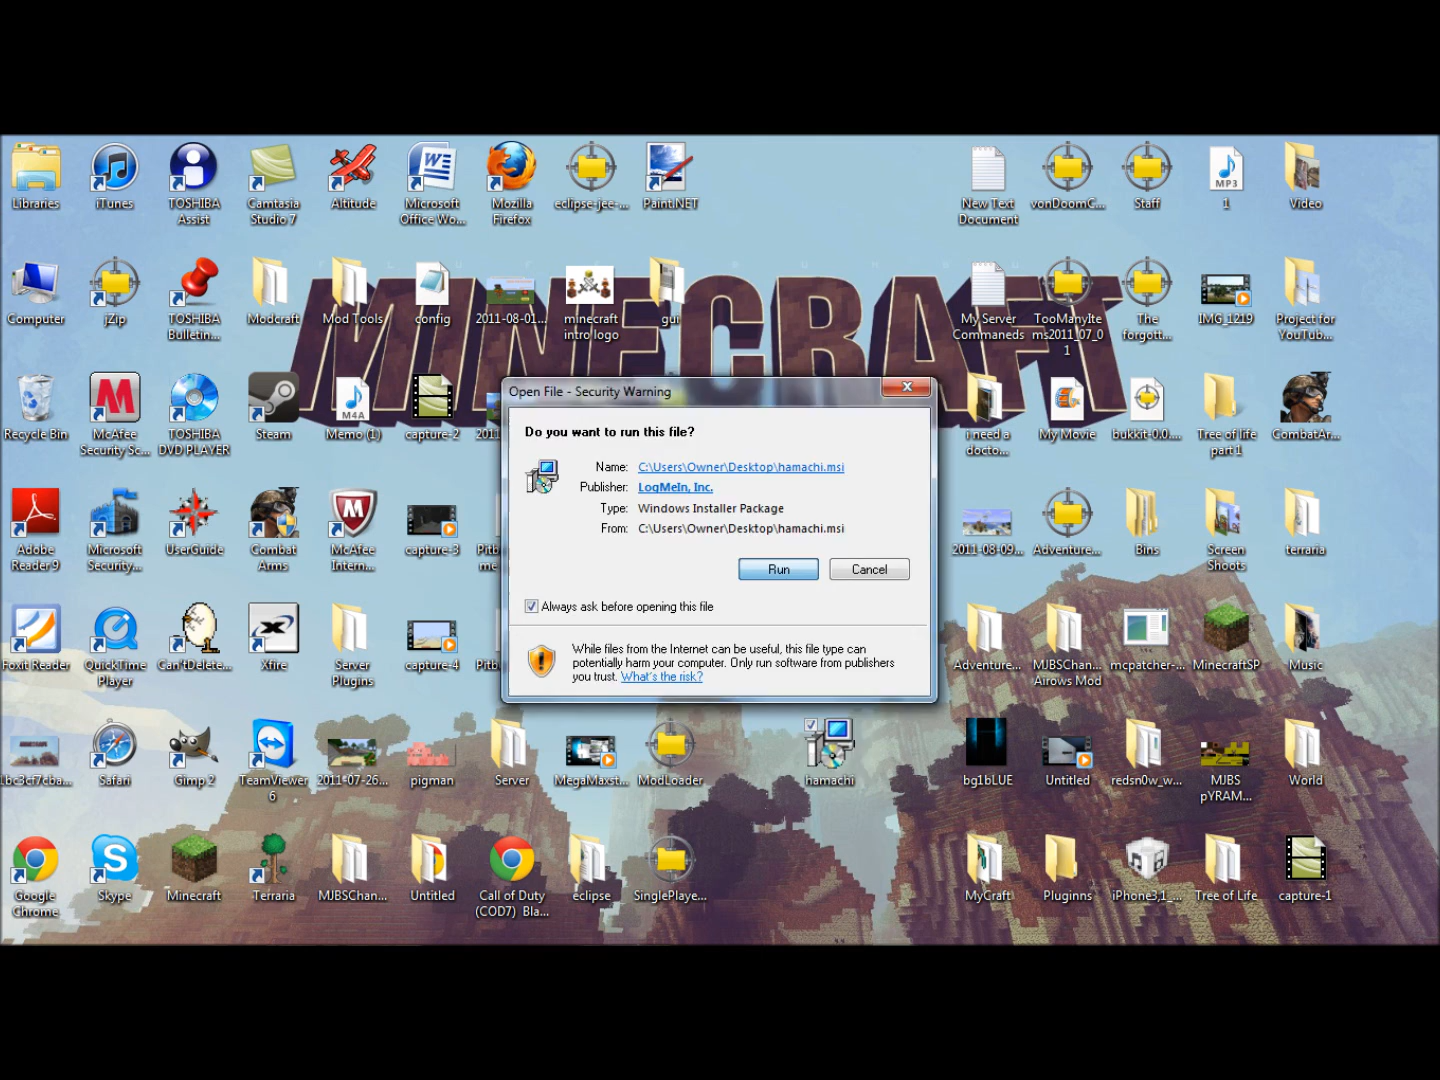 Libraries
iTunes
TOSHIBA
Assist
Camtasia
Studio 7
Altitude
Microsoft
Office Wo...
Mozilla
Firefox
eclipse-jee-...
Paint.NET
New Text
Document
vonDoomC...
Staff
MP3
1
Video
MINECRAFT
Computer
jZip
TOSHIBA
Bulletin...
Modcraft
Mod Tools
config
2011-08-01...
minecraft
intro logo
gui
My Server
Commaneds
TooManyIte
ms2011_07_0
1
The
forgott...
IMG_1219
Project for
YouTub...
Recycle Bin
McAfee
Security Sc...
TOSHIBA
DVD PLAYER
Steam
M4A
Memo (1)
capture-2
2011
i need a
docto...
My Movie
bukkit-0.0....
Tree of life
part 1
CombatAr...
Open File - Security Warning
Do you want to run this file?
Name: C:\Users\Owner\Desktop\hamachi.msi
Publisher: LogMeIn, Inc.
Type: Windows Installer Package
From: C:\Users\Owner\Desktop\hamachi.msi
Run
Cancel
Always ask before opening this file
While files from the Internet can be useful, this file type can
potentially harm your computer. Only run software from publishers
you trust. What's the risk?
Adobe
Reader 9
Microsoft
Security...
UserGuide
Combat
Arms
McAfee
Intern...
capture-3
Pitb
me
2011-08-09...
Adventure...
Bins
Screen
Shoots
terraria
Foxit Reader
QuickTime
Player
Can'tDelete...
Xfire
Server
Plugins
capture-4
Pitb
Adventure...
MJBSChan...
Airows Mod
mcpatcher-...
MinecraftSP
Music
1bc3cf7cba...
Safari
Gimp 2
TeamViewer
6
2011-07-26...
pigman
Server
MegaMaxst...
ModLoader
hamachi
bg1bLUE
Untitled
redsn0w_w...
MJBS
pYRAM...
World
Google
Chrome
Skype
Minecraft
Terraria
MJBSChan...
Untitled
Call of Duty
(COD7) Bla...
eclipse
SinglePlaye...
MyCraft
Pluginns
iPhone3,1_...
Tree of Life
capture-1